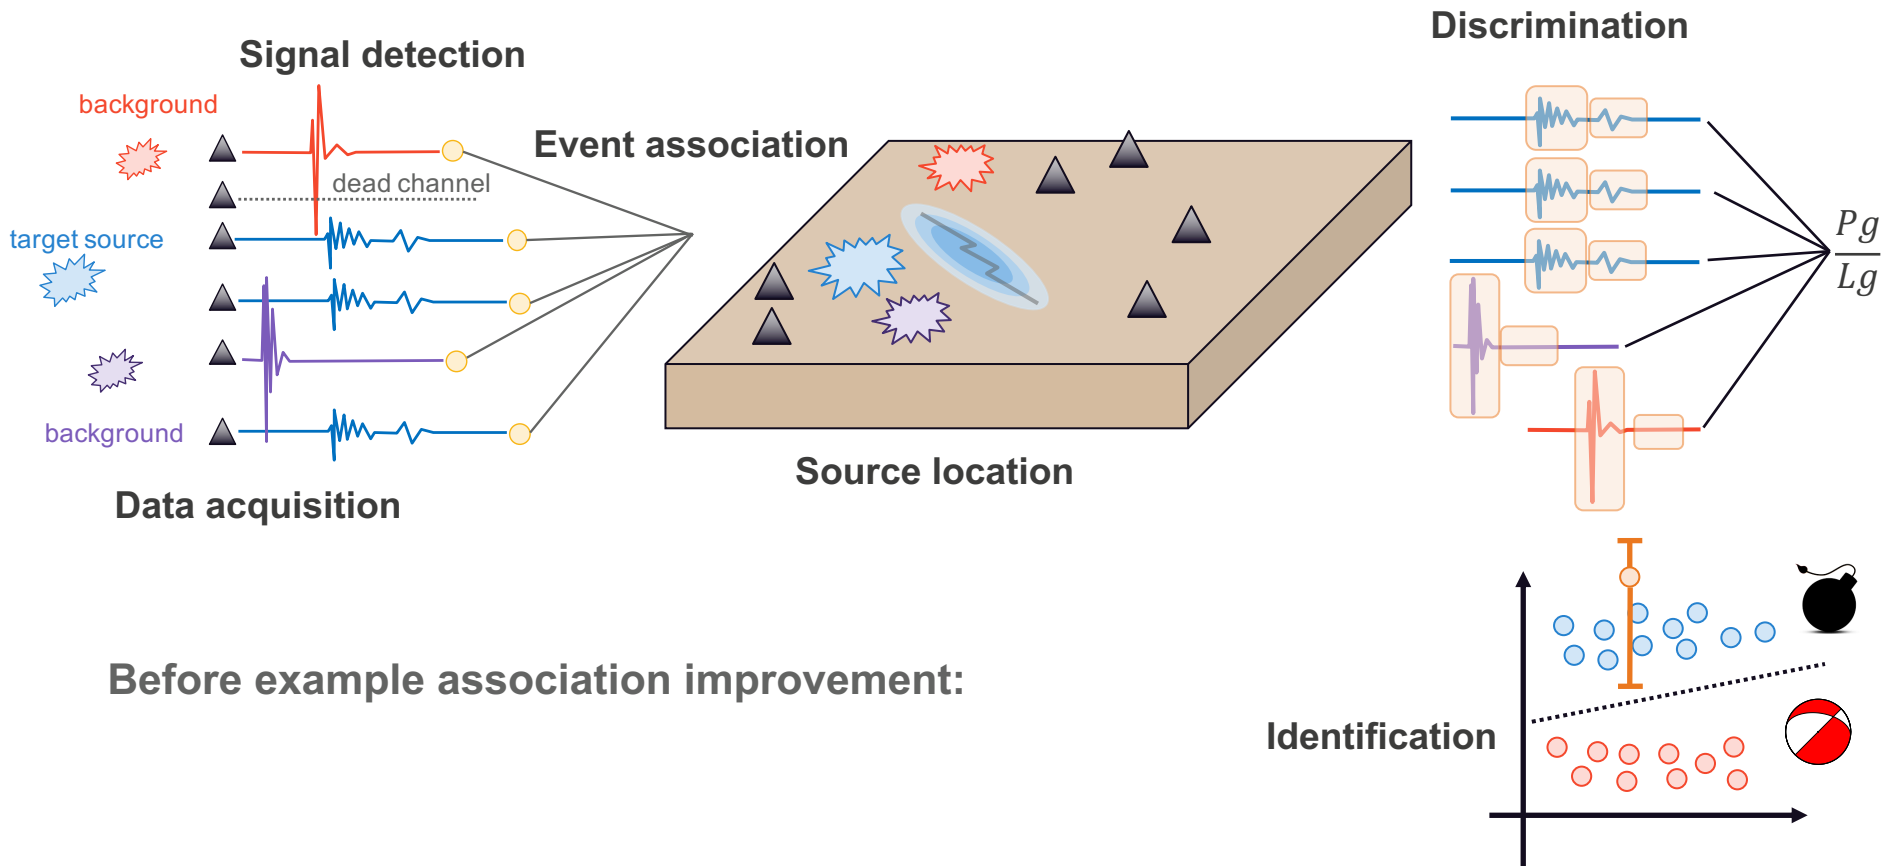 Signal detection
background
dead channel
target source
background
Data acquisition
Event association
Source location
Discrimination
Pg
Lg
Before example association improvement:
Identification